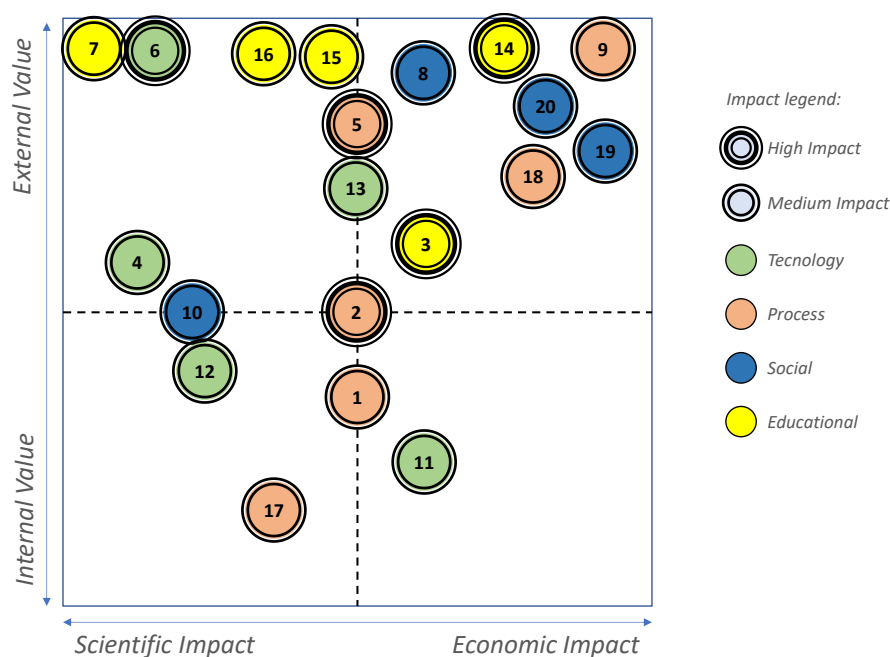 External Value
Internal Value
7
6
16
15
8
14
9
5
20
19
13
18
3
4
10
2
12
1
11
17
Scientific Impact
Economic Impact
Impact legend:
High Impact
Medium Impact
Tecnology
Process
Social
Educational